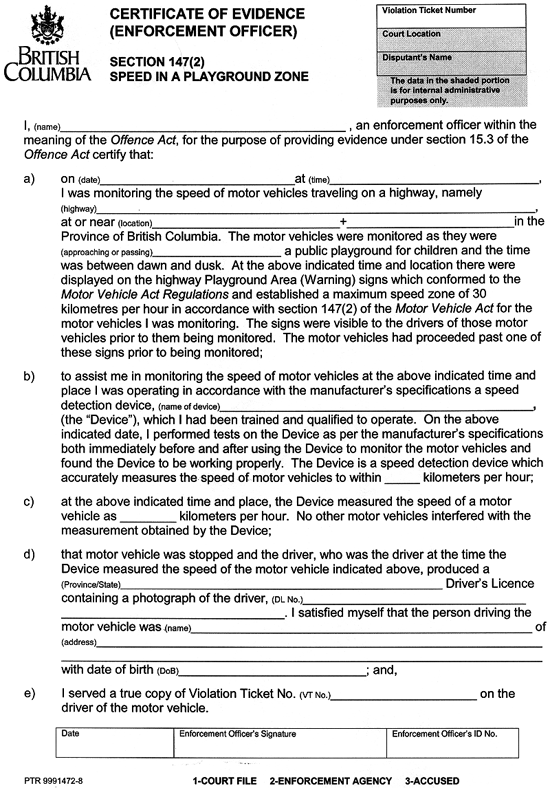 BRITISH
COLUMBIA
CERTIFICATE OF EVIDENCE
(ENFORCEMENT OFFICER)
SECTION 147(2)
SPEED IN A PLAYGROUND ZONE
Violation Ticket Number
Court Location
Disputant's Name
The data in the shaded portion
is for internal administrative
purposes only.
I, (name) , an enforcement officer within the
meaning of the Offence Act, for the purpose of providing evidence under section 15.3 of the
Offence Act certify that:
a) on (date) at (time) ,
I was monitoring the speed of motor vehicles traveling on a highway, namely
(highway) ,
at or near (location) + in the
Province of British Columbia. The motor vehicles were monitored as they were
(approaching or passing) a public playground for children and the time
was between dawn and dusk. At the above indicated time and location there were
displayed on the highway Playground Area (Warning) signs which conformed to the
Motor Vehicle Act Regulations and established a maximum speed zone of 30
kilometres per hour in accordance with section 147(2) of the Motor Vehicle Act for the
motor vehicles I was monitoring. The signs were visible to the drivers of those motor
vehicles prior to them being monitored. The motor vehicles had proceeded past one of
these signs prior to being monitored;
b) to assist me in monitoring the speed of motor vehicles at the above indicated time and
place I was operating in accordance with the manufacturer's specifications a speed
detection device, (name of device) ,
(the "Device"), which I had been trained and qualified to operate. On the above
indicated date, I performed tests on the Device as per the manufacturer's specifications
both immediately before and after using the Device to monitor the motor vehicles and
found the Device to be working properly. The Device is a speed detection device which
accurately measures the speed of motor vehicles to within kilometers per hour;
c) at the above indicated time and place, the Device measured the speed of a motor
vehicle as kilometers per hour. No other motor vehicles interfered with the
measurement obtained by the Device;
d) that motor vehicle was stopped and the driver, who was the driver at the time the
Device measured the speed of the motor vehicle indicated above, produced a
(Province/State) Driver's Licence
containing a photograph of the driver, (DL No.)
. I satisfied myself that the person driving the
motor vehicle was (name) of
(address)
with date of birth (DoB) ; and,
e) I served a true copy of Violation Ticket No. (VT No.) on the
driver of the motor vehicle.
Date Enforcement Officer's Signature Enforcement Officer's ID No.
PTR 9991472-8 1-COURT FILE 2-ENFORCEMENT AGENCY 3-ACCUSED